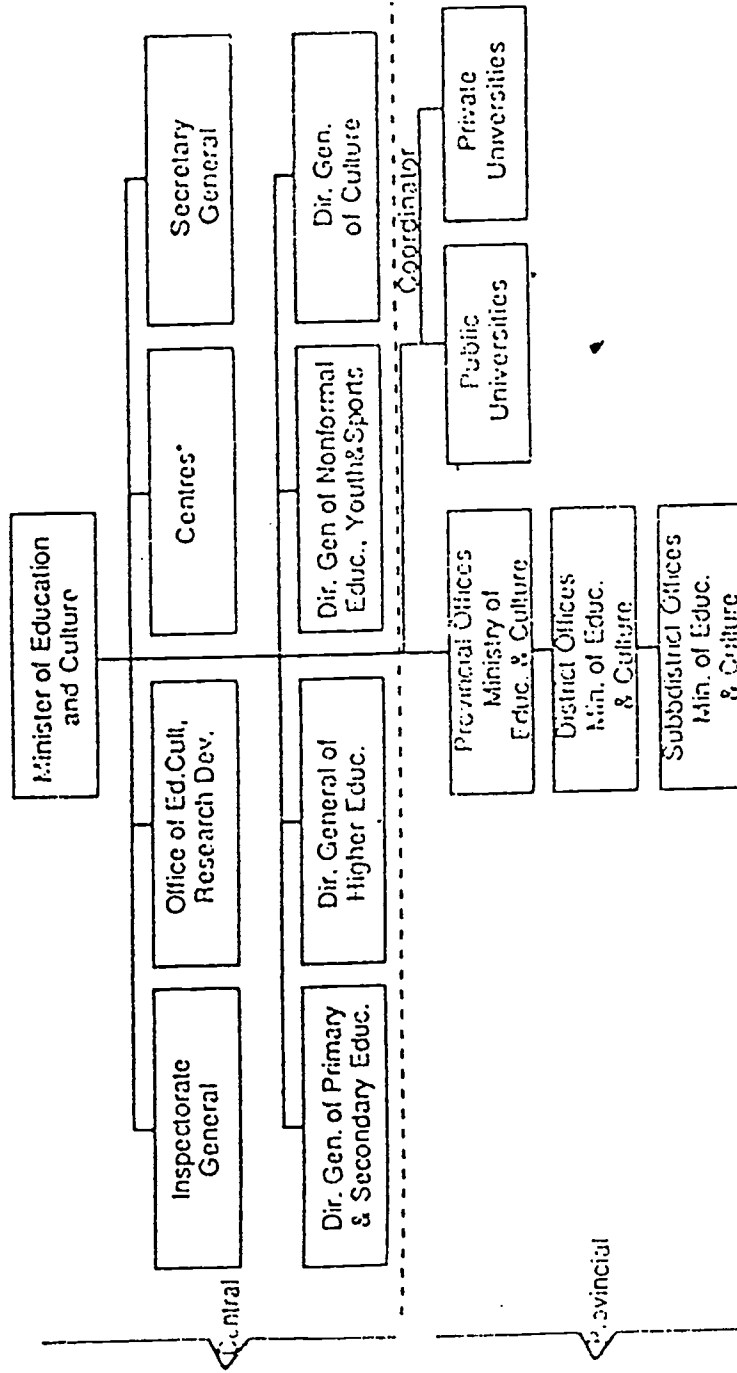 Minister of Education
and Culture
Inspectorate
General
Office of Ed.Cult,
Research Dev.
Centres*
Secretary
General
Dir. Gen. of Primary
& Secondary Educ.
Dir. General of
Higher Educ.
Dir. Gen of Nonformal
Educ., Youth&Sports
Dir. Gen.
of Culture
Central
Coordinator
Provincial Offices
Ministry of
Educ. & Culture
Public
Universities
Private
Universities
District Offices
Min. of Educ.
& Culture
Subbdistrict Offices
Min. of Educ.
& Culture
Provincial